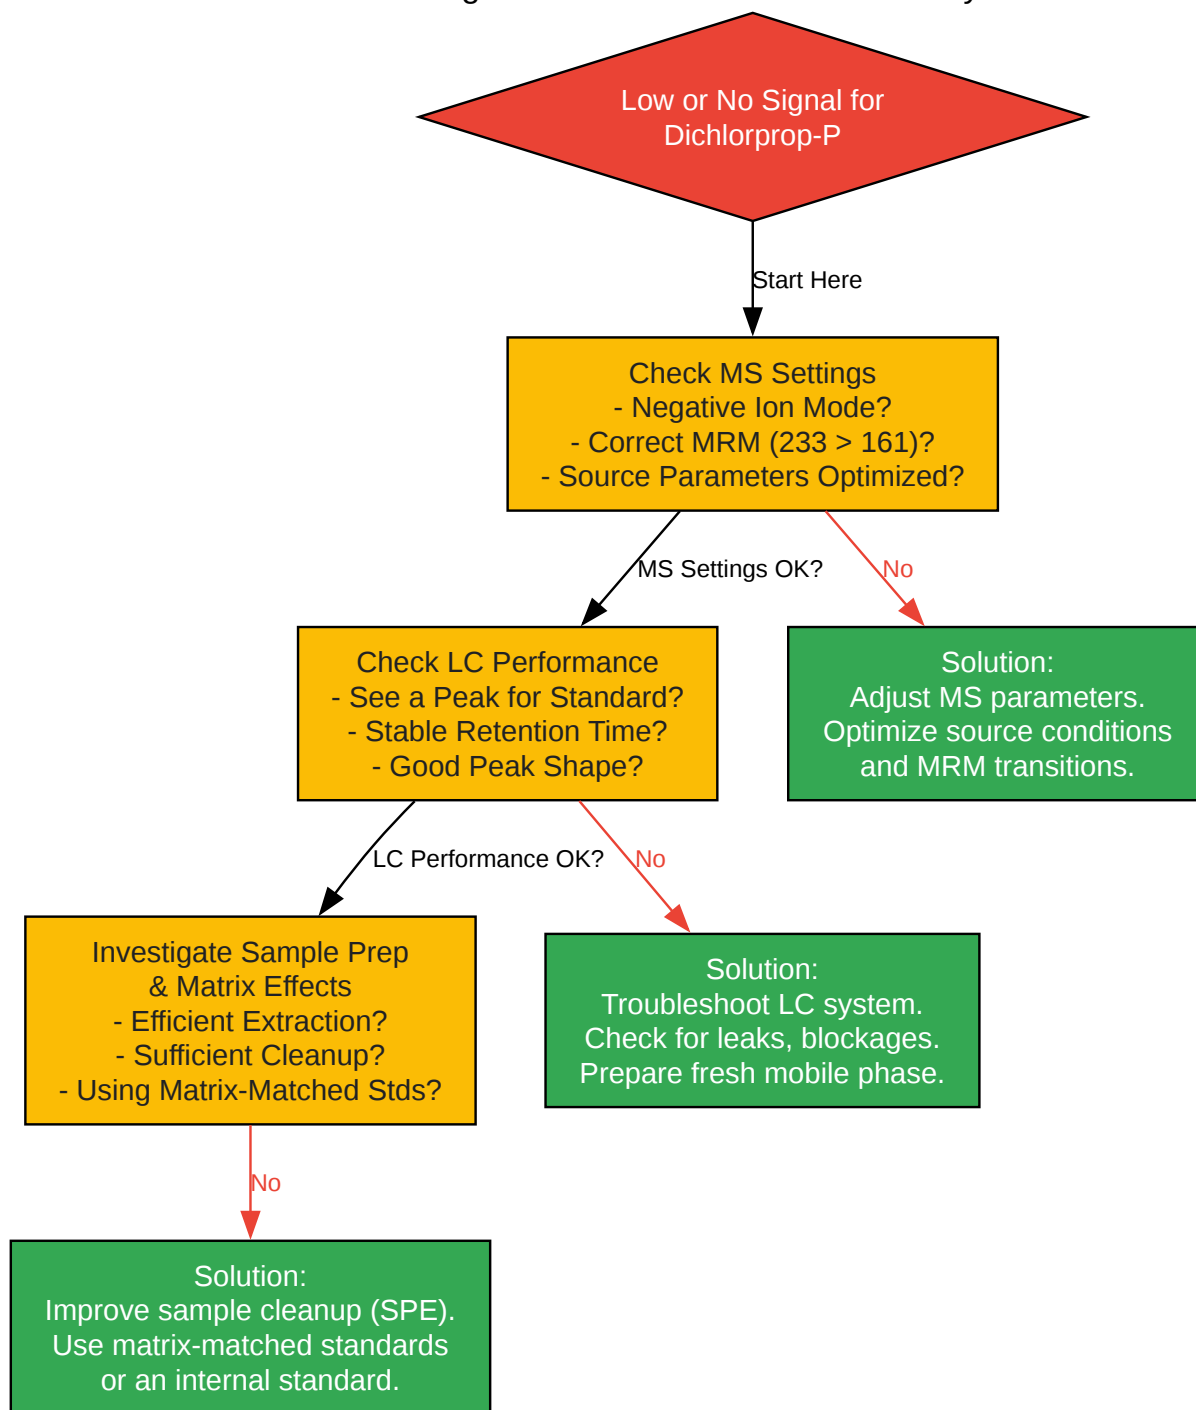 Low or No Signal for
Dichlorprop-P
Start Here
Check MS Settings
- Negative Ion Mode?
- Correct MRM (233 > 161)?
- Source Parameters Optimized?
MS Settings OK?
No
Check LC Performance
- See a Peak for Standard?
- Stable Retention Time?
- Good Peak Shape?
Solution:
Adjust MS parameters.
Optimize source conditions
and MRM transitions.
LC Performance OK?
No
Investigate Sample Prep
& Matrix Effects
- Efficient Extraction?
- Sufficient Cleanup?
- Using Matrix-Matched Stds?
Solution:
Troubleshoot LC system.
Check for leaks, blockages.
Prepare fresh mobile phase.
No
Solution:
Improve sample cleanup (SPE).
Use matrix-matched standards
or an internal standard.